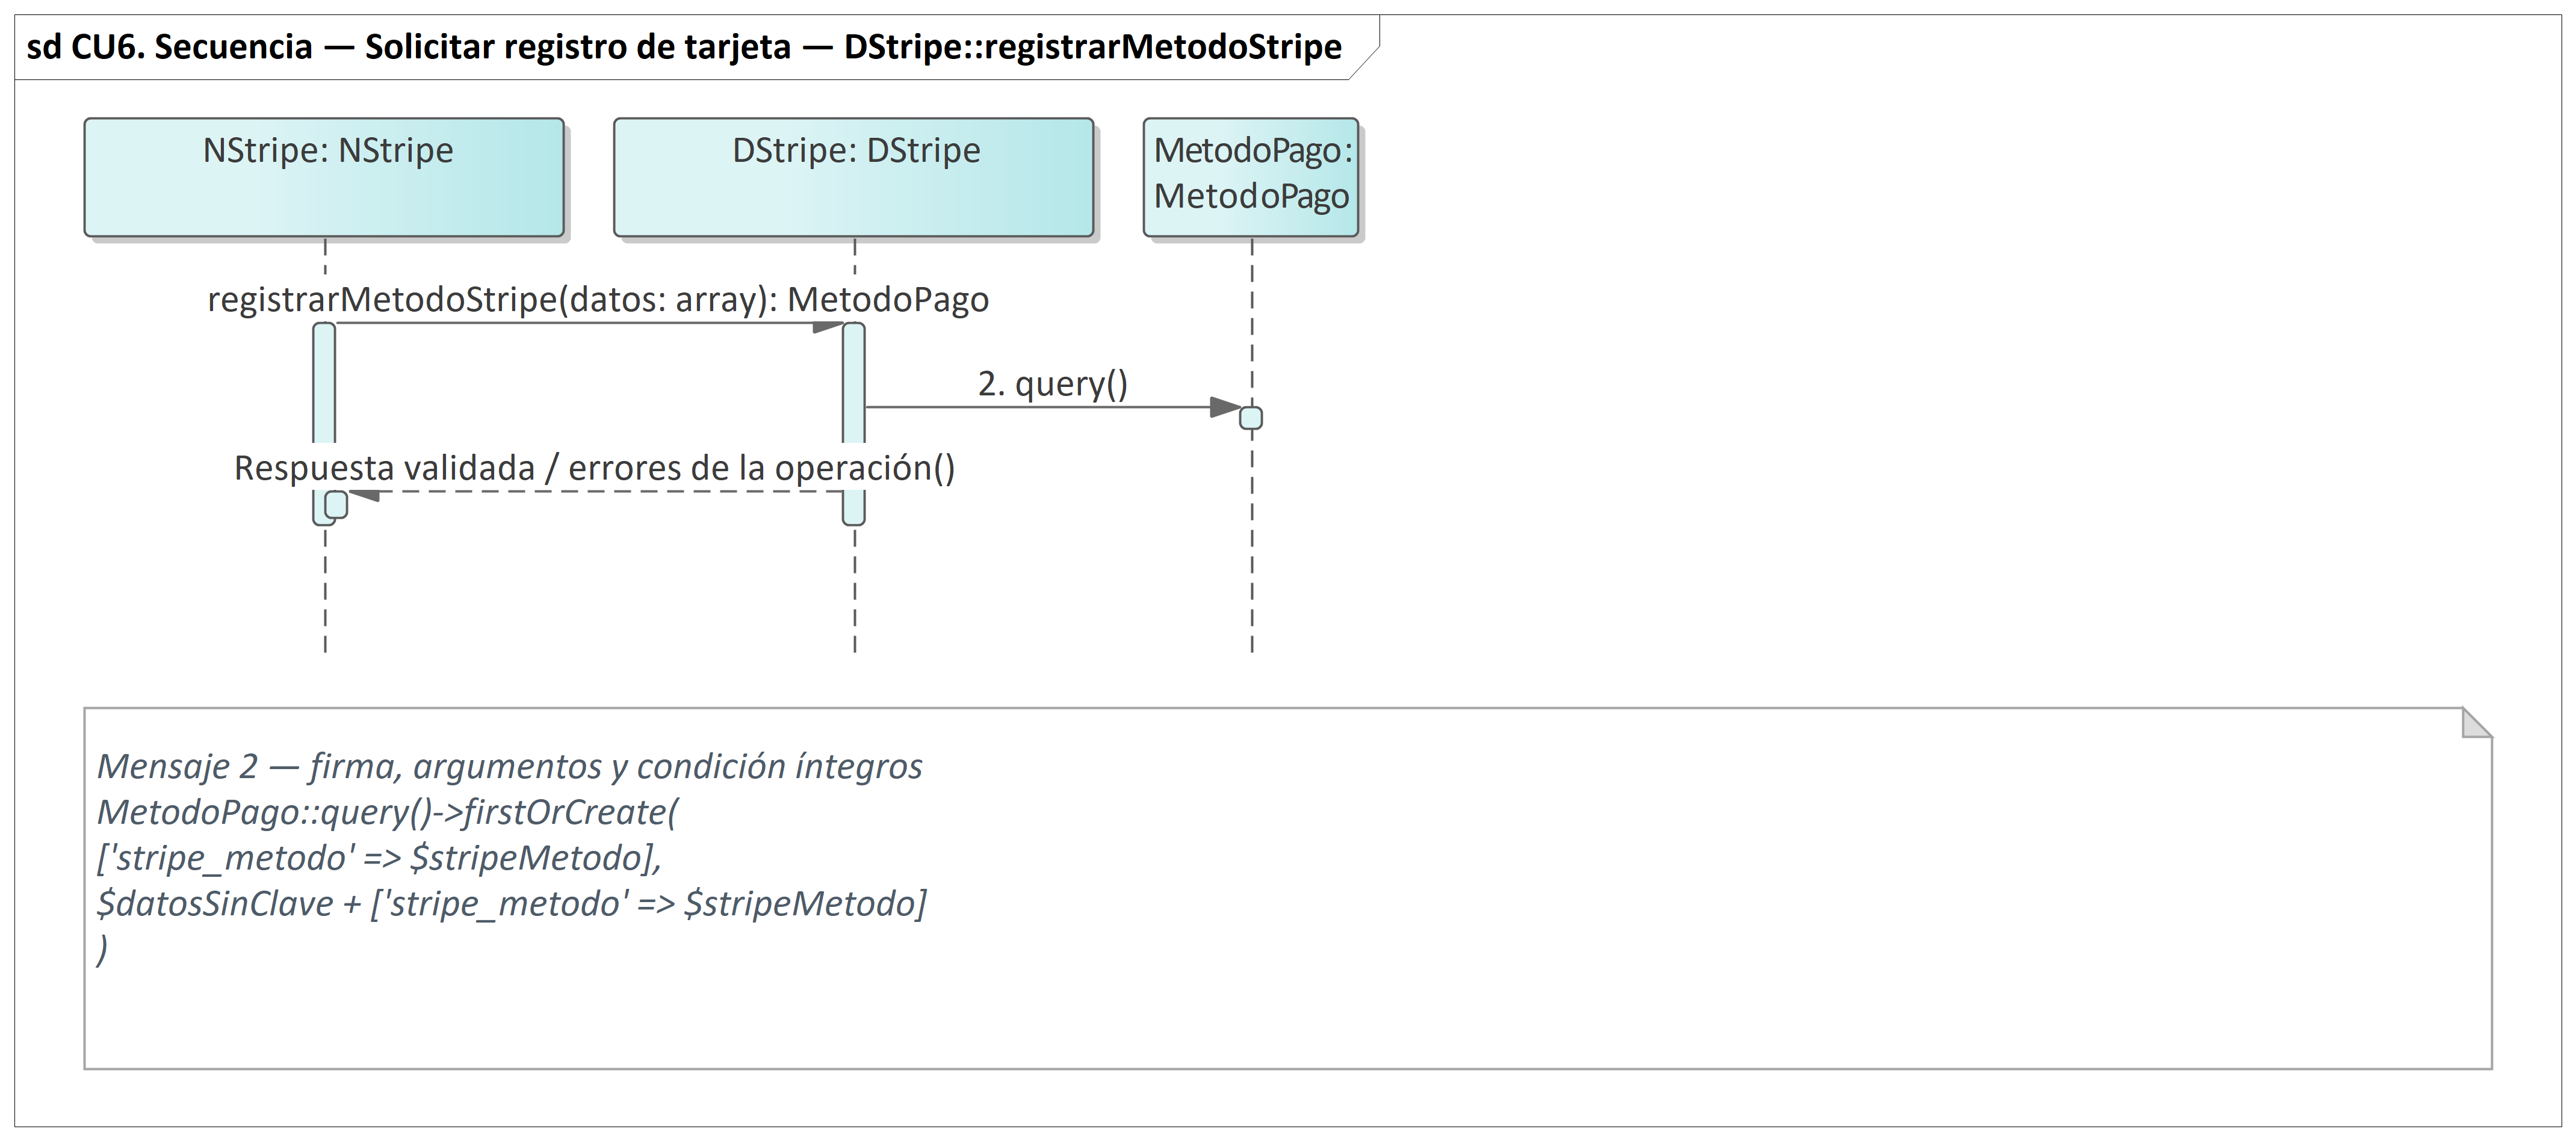 sd CU6. Secuencia — Solicitar registro de tarjeta — DStripe::registrarMetodoStripe
NStripe: NStripe
DStripe: DStripe
MetodoPago:
MetodoPago
registrarMetodoStripe(datos: array): MetodoPago
2. query()
Respuesta validada / errores de la operación()
Mensaje 2 — firma, argumentos y condición íntegros
MetodoPago::query()->firstOrCreate(
['stripe_metodo' => $stripeMetodo],
$datosSinClave + ['stripe_metodo' => $stripeMetodo]
)